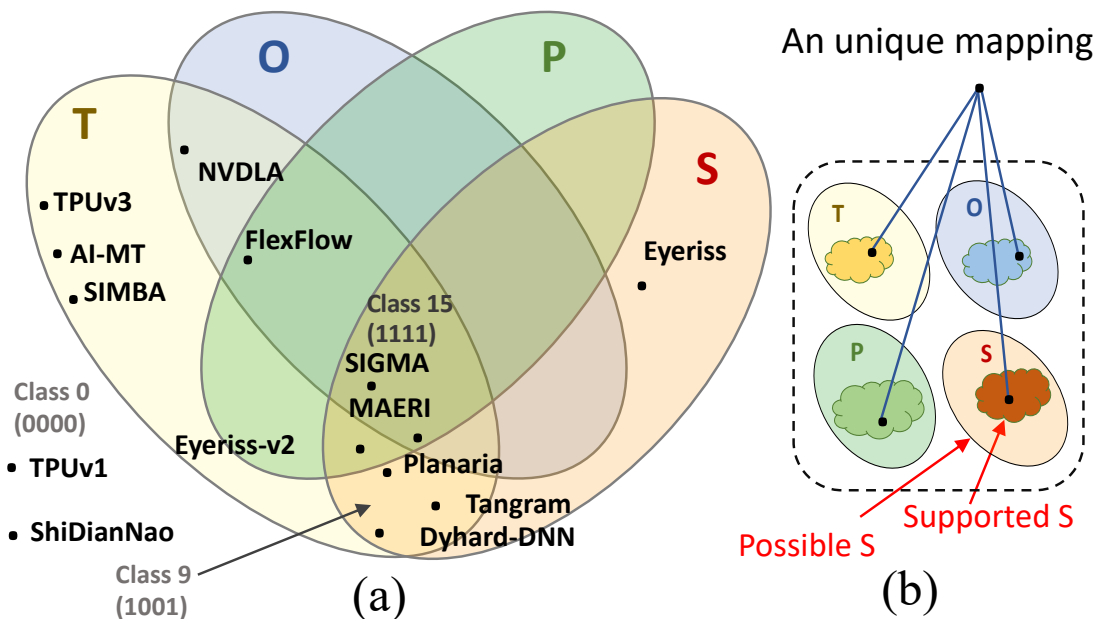 O
P
T
S
NVDLA
TPUv3
FlexFlow
AI-MT
Eyeriss
SIMBA
Class 15
(1111)
SIGMA
MAERI
Class 0
(0000)
Eyeriss-v2
Planaria
TPUv1
Tangram
ShiDianNao
Dyhard-DNN
Class 9
(1001)
(a)
An unique mapping
T
O
P
S
Supported S
Possible S
(b)